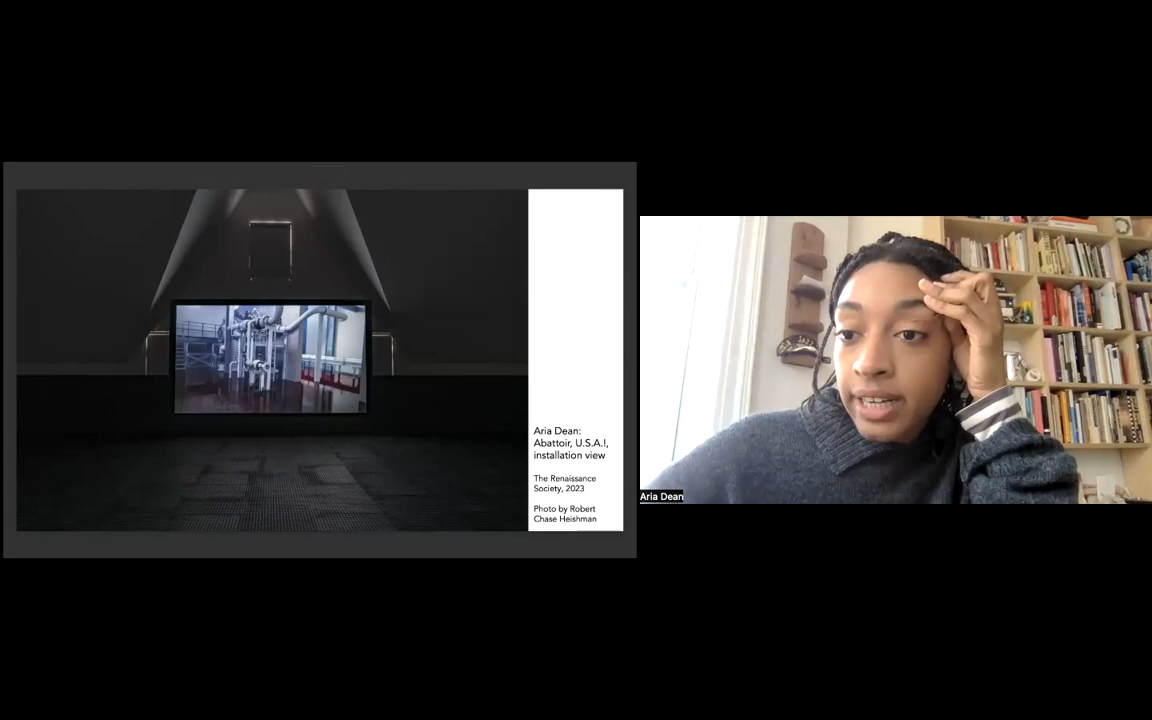 Aria Dean:
Abattoir, U.S.A.!,
installation view
The Renaissance
Society, 2023
Photo by Robert
Chase Heishman
Aria Dean